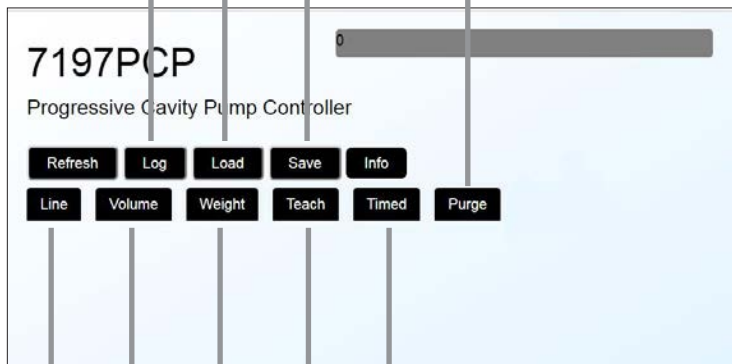 0
7197PCP
Progressive Cavity Pump Controller
Refresh Log Load Save Info
Line Volume Weight Teach Timed Purge